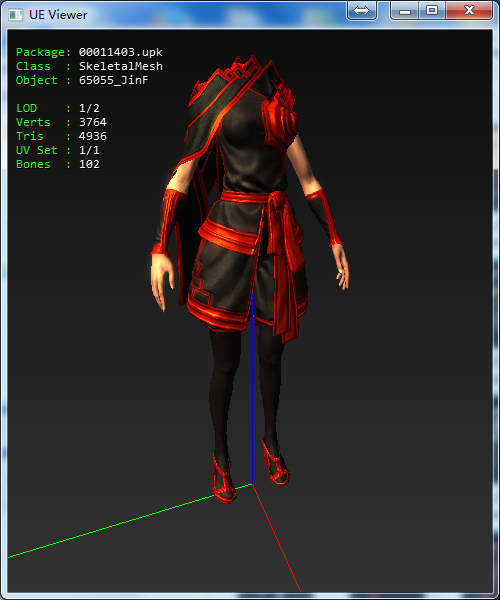 UE Viewer
Package: 00011403.upk
Class : SkeletalMesh
Object : 65055_JinF
LOD : 1/2
Verts : 3764
Tris : 4936
UV Set : 1/1
Bones : 102